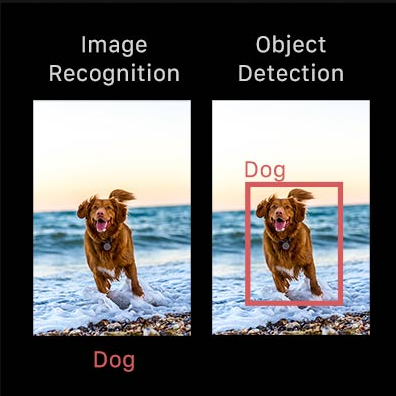 Image
Recognition
Object
Detection
Dog
Dog